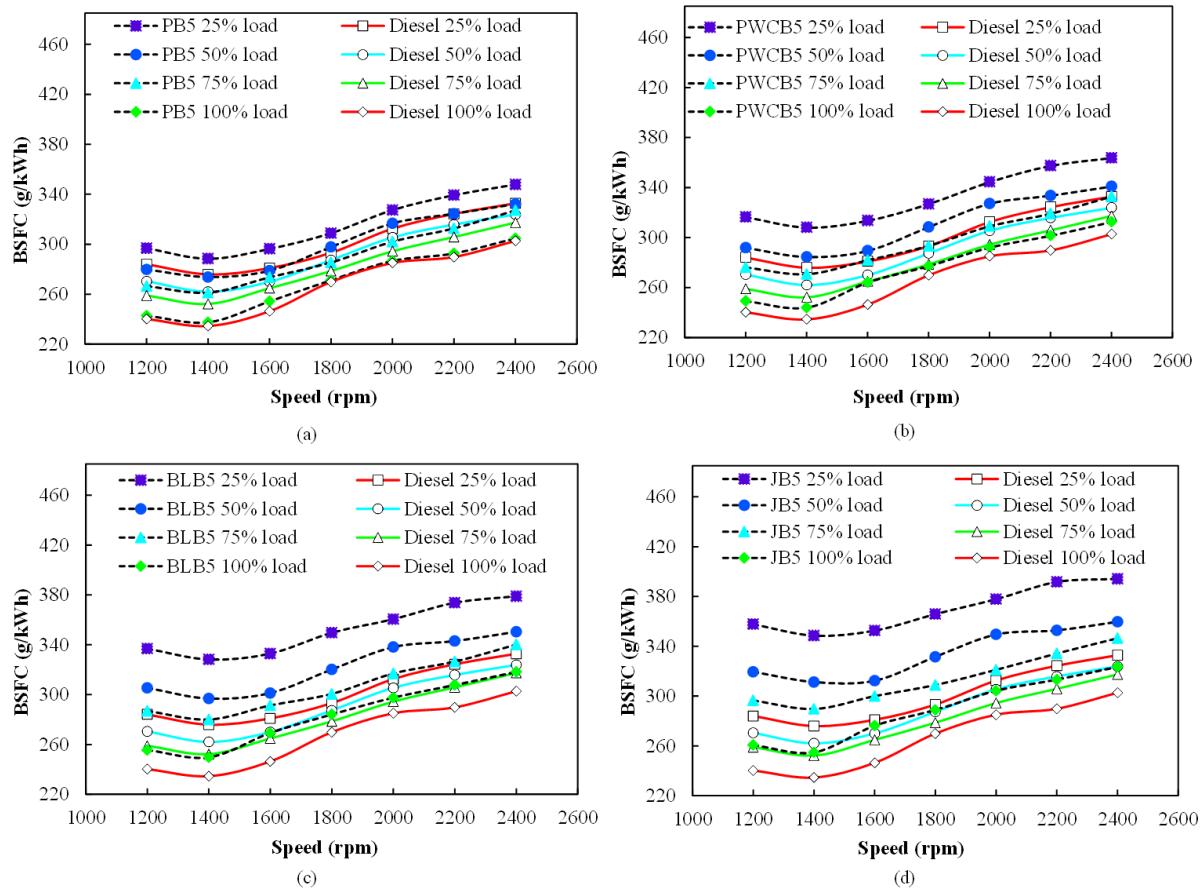 PB5 25% load Diesel 25% load
PB5 50% load Diesel 50% load
PB5 75% load Diesel 75% load
PB5 100% load Diesel 100% load
460
420
380
340
300
260
220
BSFC (g/kWh)
1000 1200 1400 1600 1800 2000 2200 2400 2600
Speed (rpm)
(a)
PWCB5 25% load Diesel 25% load
PWCB5 50% load Diesel 50% load
PWCB5 75% load Diesel 75% load
PWCB5 100% load Diesel 100% load
460
420
380
340
300
260
220
BSFC (g/kWh)
1000 1200 1400 1600 1800 2000 2200 2400 2600
Speed (rpm)
(b)
BLB5 25% load Diesel 25% load
BLB5 50% load Diesel 50% load
BLB5 75% load Diesel 75% load
BLB5 100% load Diesel 100% load
460
420
380
340
300
260
220
BSFC (g/kWh)
1000 1200 1400 1600 1800 2000 2200 2400 2600
Speed (rpm)
(c)
JB5 25% load Diesel 25% load
JB5 50% load Diesel 50% load
JB5 75% load Diesel 75% load
JB5 100% load Diesel 100% load
460
420
380
340
300
260
220
BSFC (g/kWh)
1000 1200 1400 1600 1800 2000 2200 2400 2600
Speed (rpm)
(d)